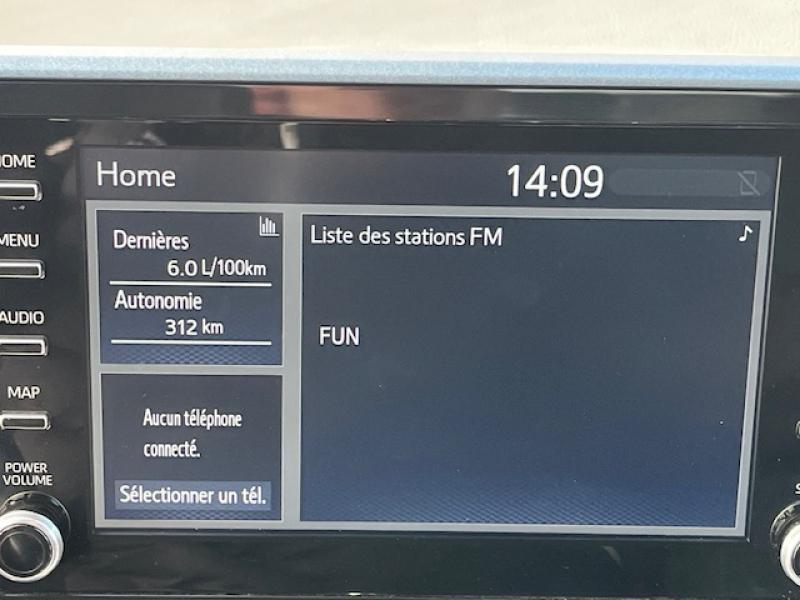 HOME
MENU
AUDIO
MAP
POWER
VOLUME
Home
14:09
Dernières
6.0 L/100km
Autonomie
312 km
Aucun téléphone
connecté.
Sélectionner un tél.
Liste des stations FM
FUN